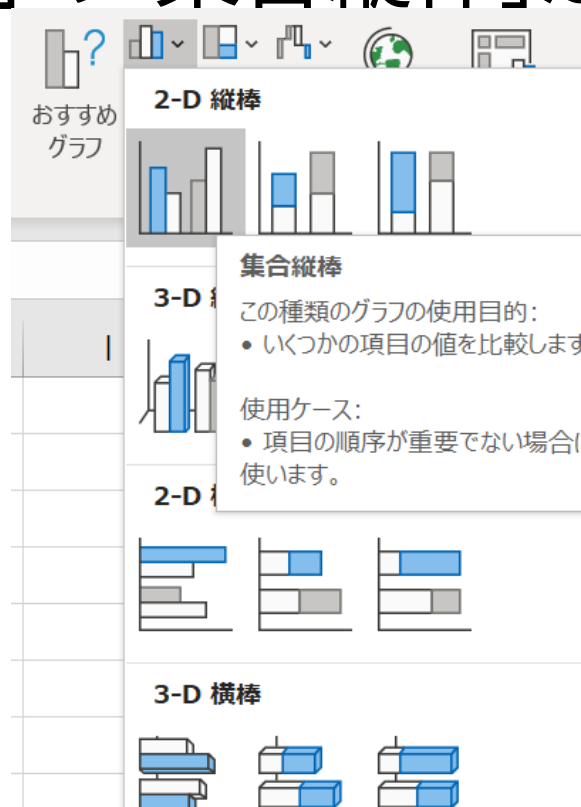 おすすめ
グラフ
2-D 縦棒
集合縦棒
この種類のグラフの使用目的:
• いくつかの項目の値を比較します
使用ケース:
• 項目の順序が重要でない場合に
使います。
3-D
I
2-D
3-D 横棒